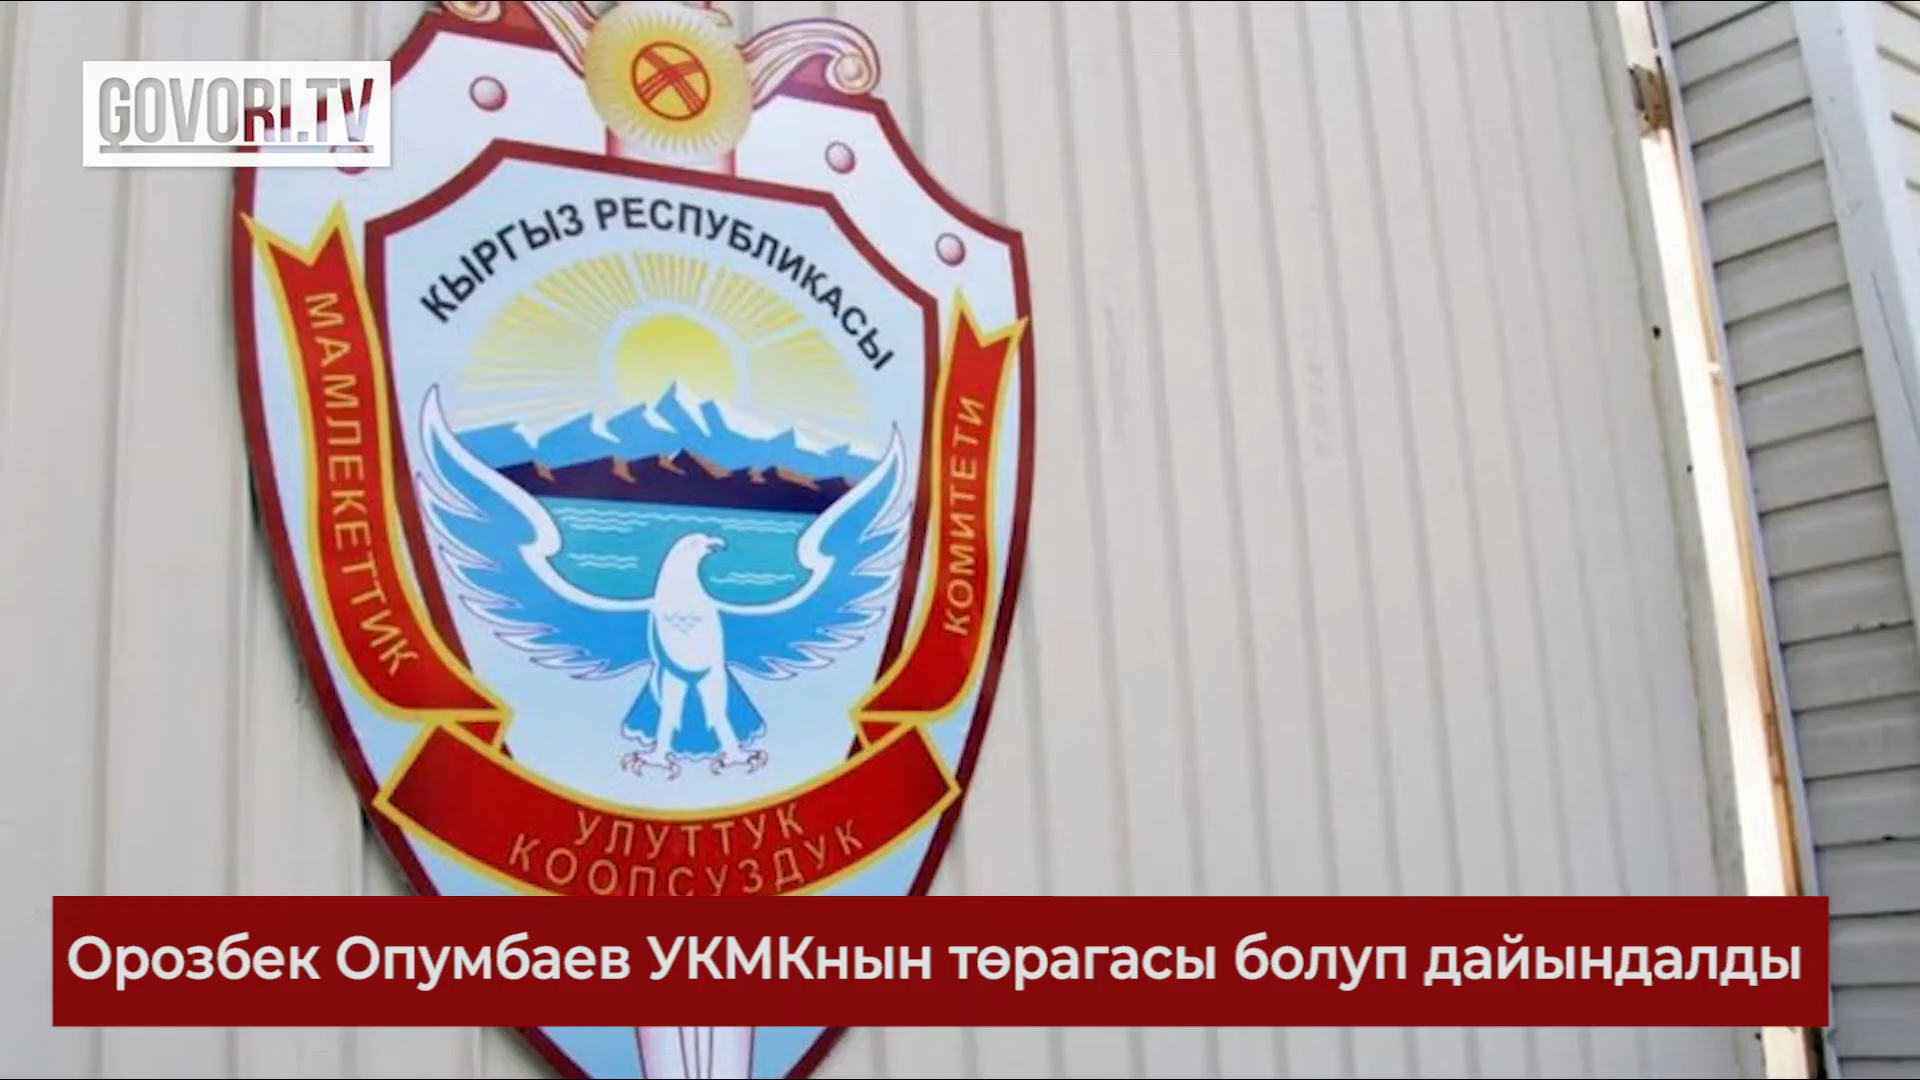 GOVORI.TV
КЫРГЫЗ РЕСПУБЛИКАСЫ
МАМЛЕКЕТТИК
КОМИТЕТИ
УЛУТТУК
КООПСУЗДУК
Орозбек Опумбаев УКМКнын төрагасы болуп дайындалды